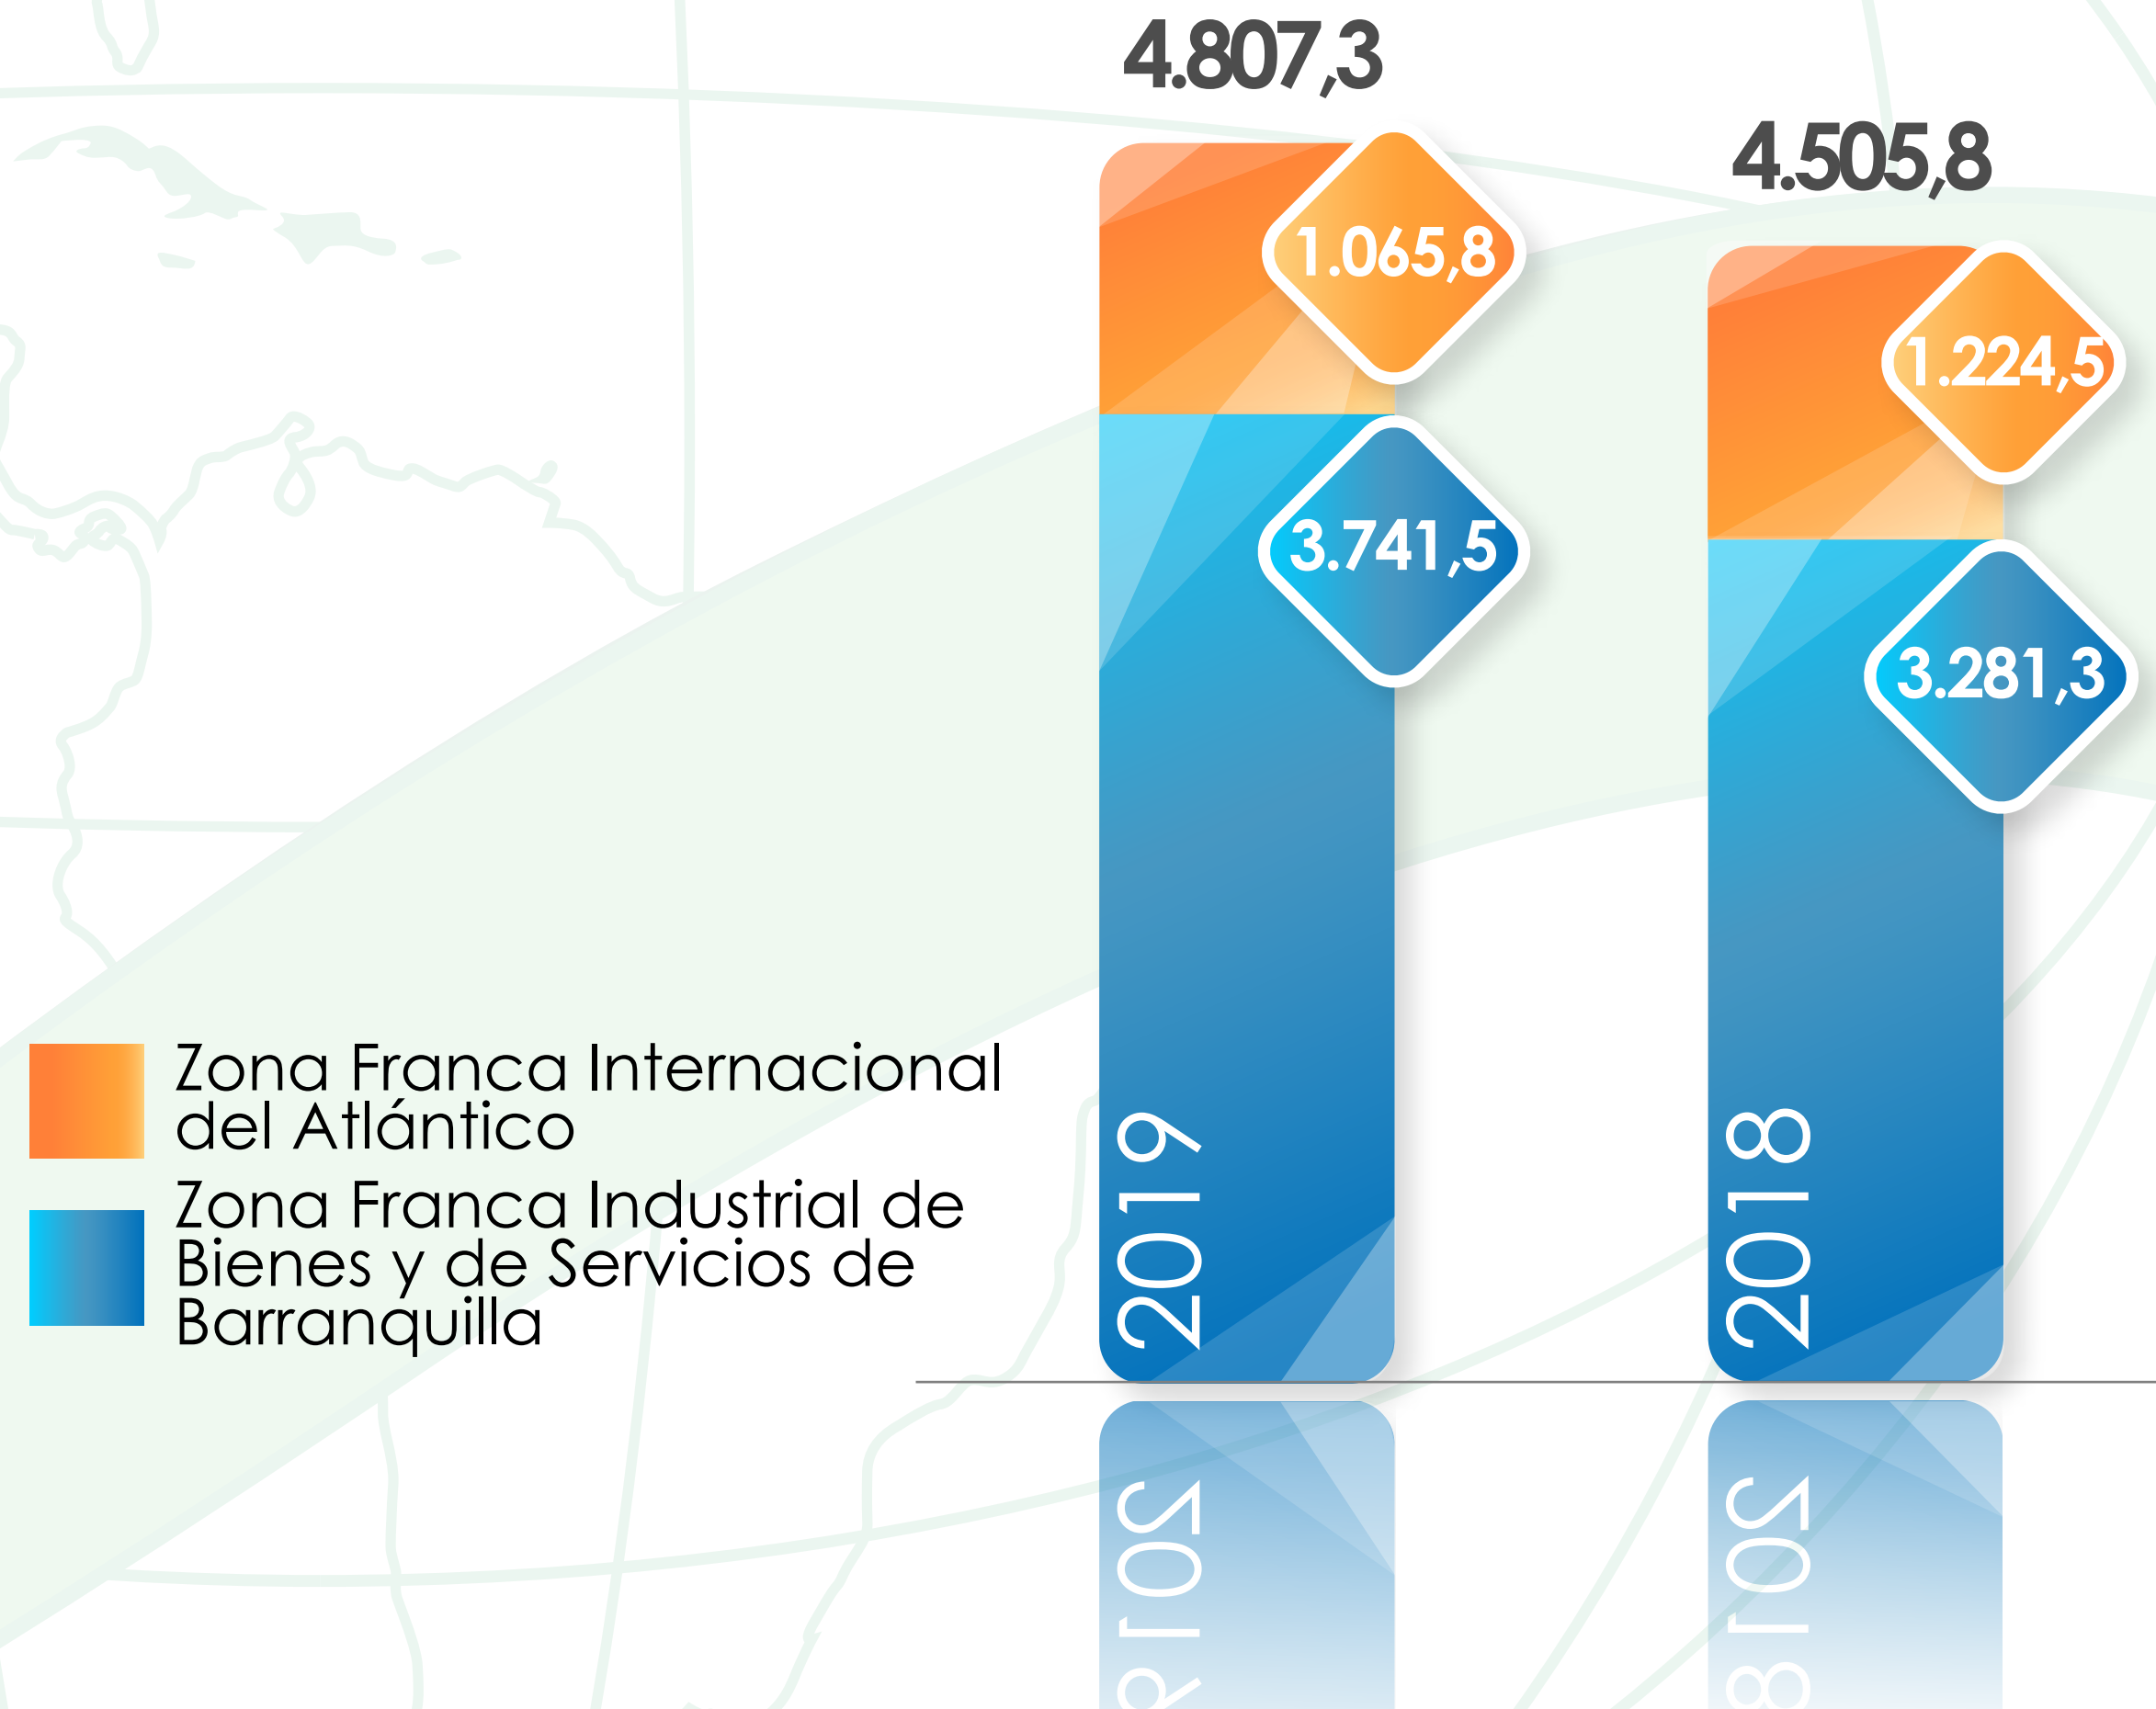 4.807,3
4.505,8
1.065,8
1.224,5
3.741,5
3.281,3
Zona Franca Internacional
del Atlántico
Zona Franca Industrial de
Bienes y de Servicios de
Barranquilla
2019
2018